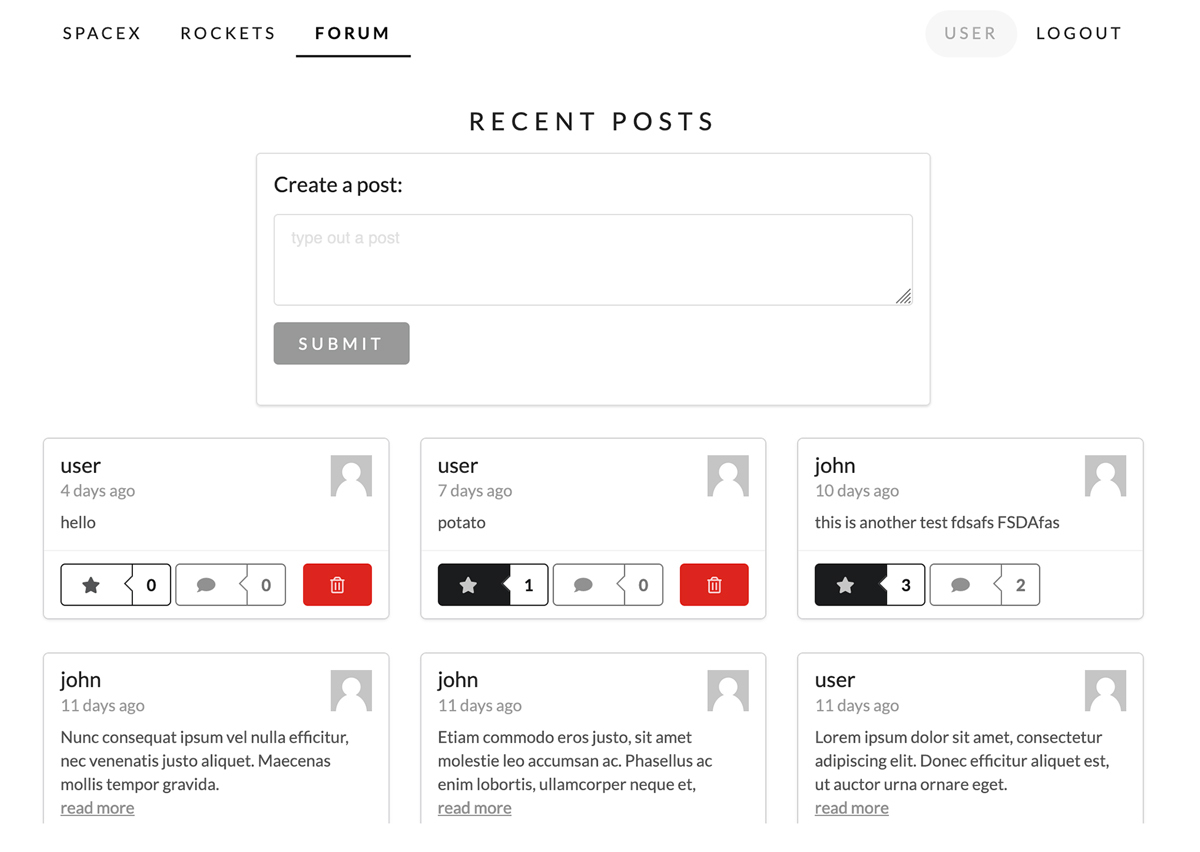 SPACEX ROCKETS FORUM USER LOGOUT
RECENT POSTS
Create a post:
type out a post
SUBMIT
user
4 days ago
hello
0 0
user
7 days ago
potato
1 0
john
10 days ago
this is another test fdsafs FSDAfas
3 2
john
11 days ago
Nunc consequat ipsum vel nulla efficitur,
nec venenatis justo aliquet. Maecenas
mollis tempor gravida.
read more
john
11 days ago
Etiam commodo eros justo, sit amet
molestie leo accumsan ac. Phasellus ac
enim lobortis, ullamcorper neque et,
read more
user
11 days ago
Lorem ipsum dolor sit amet, consectetur
adipiscing elit. Donec efficitur aliquet est,
ut auctor urna ornare eget.
read more